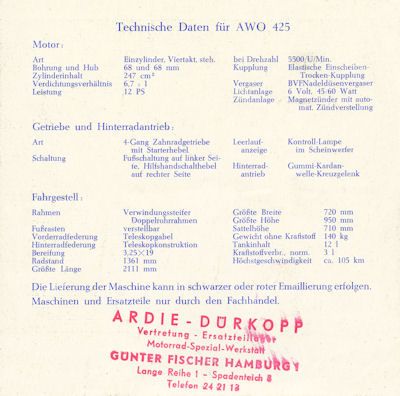 Technische Daten für AWO 425
Motor:
Art Einzylinder, Viertakt, steh.
Bohrung und Hub 68 und 68 mm
Zylinderinhalt 247 cm³
Verdichtungsverhältnis 6,7 : 1
Leistung 12 PS
bei Drehzahl 5500 U/Min.
Kupplung Elastische Einscheiben-
Trocken-Kupplung
Vergaser BVFNadeldüsenvergaser
Lichtanlage 6 Volt, 45-60 Watt
Zündanlage Magnetzünder mit auto-
mat. Zündverstellung
Getriebe und Hinterradantrieb:
Art 4-Gang Zahnradgetriebe
mit Starterhebel
Schaltung Fußschaltung auf linker Sei-
te, Hilfshandschalthebel
auf rechter Seite
Leerlauf-
anzeige Kontroll-Lampe
im Scheinwerfer
Hinterrad-
antrieb Gummi-Kardan-
welle-Kreuzgelenk
Fahrgestell:
Rahmen Verwindungssteifer
Doppelrohrrahmen
Fußrasten verstellbar
Vorderradfederung Teleskopgabel
Hinterradfederung Teleskopkonstruktion
Bereifung 3,25×19
Radstand 1361 mm
Größte Länge 2111 mm
Größte Breite 720 mm
Größte Höhe 950 mm
Sattelhöhe 710 mm
Gewicht ohne Kraftstoff 140 kg
Tankinhalt 12 l
Kraftstoffverbr. norm. 3 l
Höchstgeschwindigkeit ca. 105 km
Die Lieferung der Maschine kann in schwarzer oder roter Emaillierung erfolgen.
Maschinen und Ersatzteile nur durch den Fachhandel.
ARDIE-DÜRKOPP
Vertretung - Ersatzteillager
Motorrad-Spezial-Werkstatt
GÜNTER FISCHER HAMBURG 1
Lange Reihe 1 - Spadenteich 8
Telefon 24 21 18